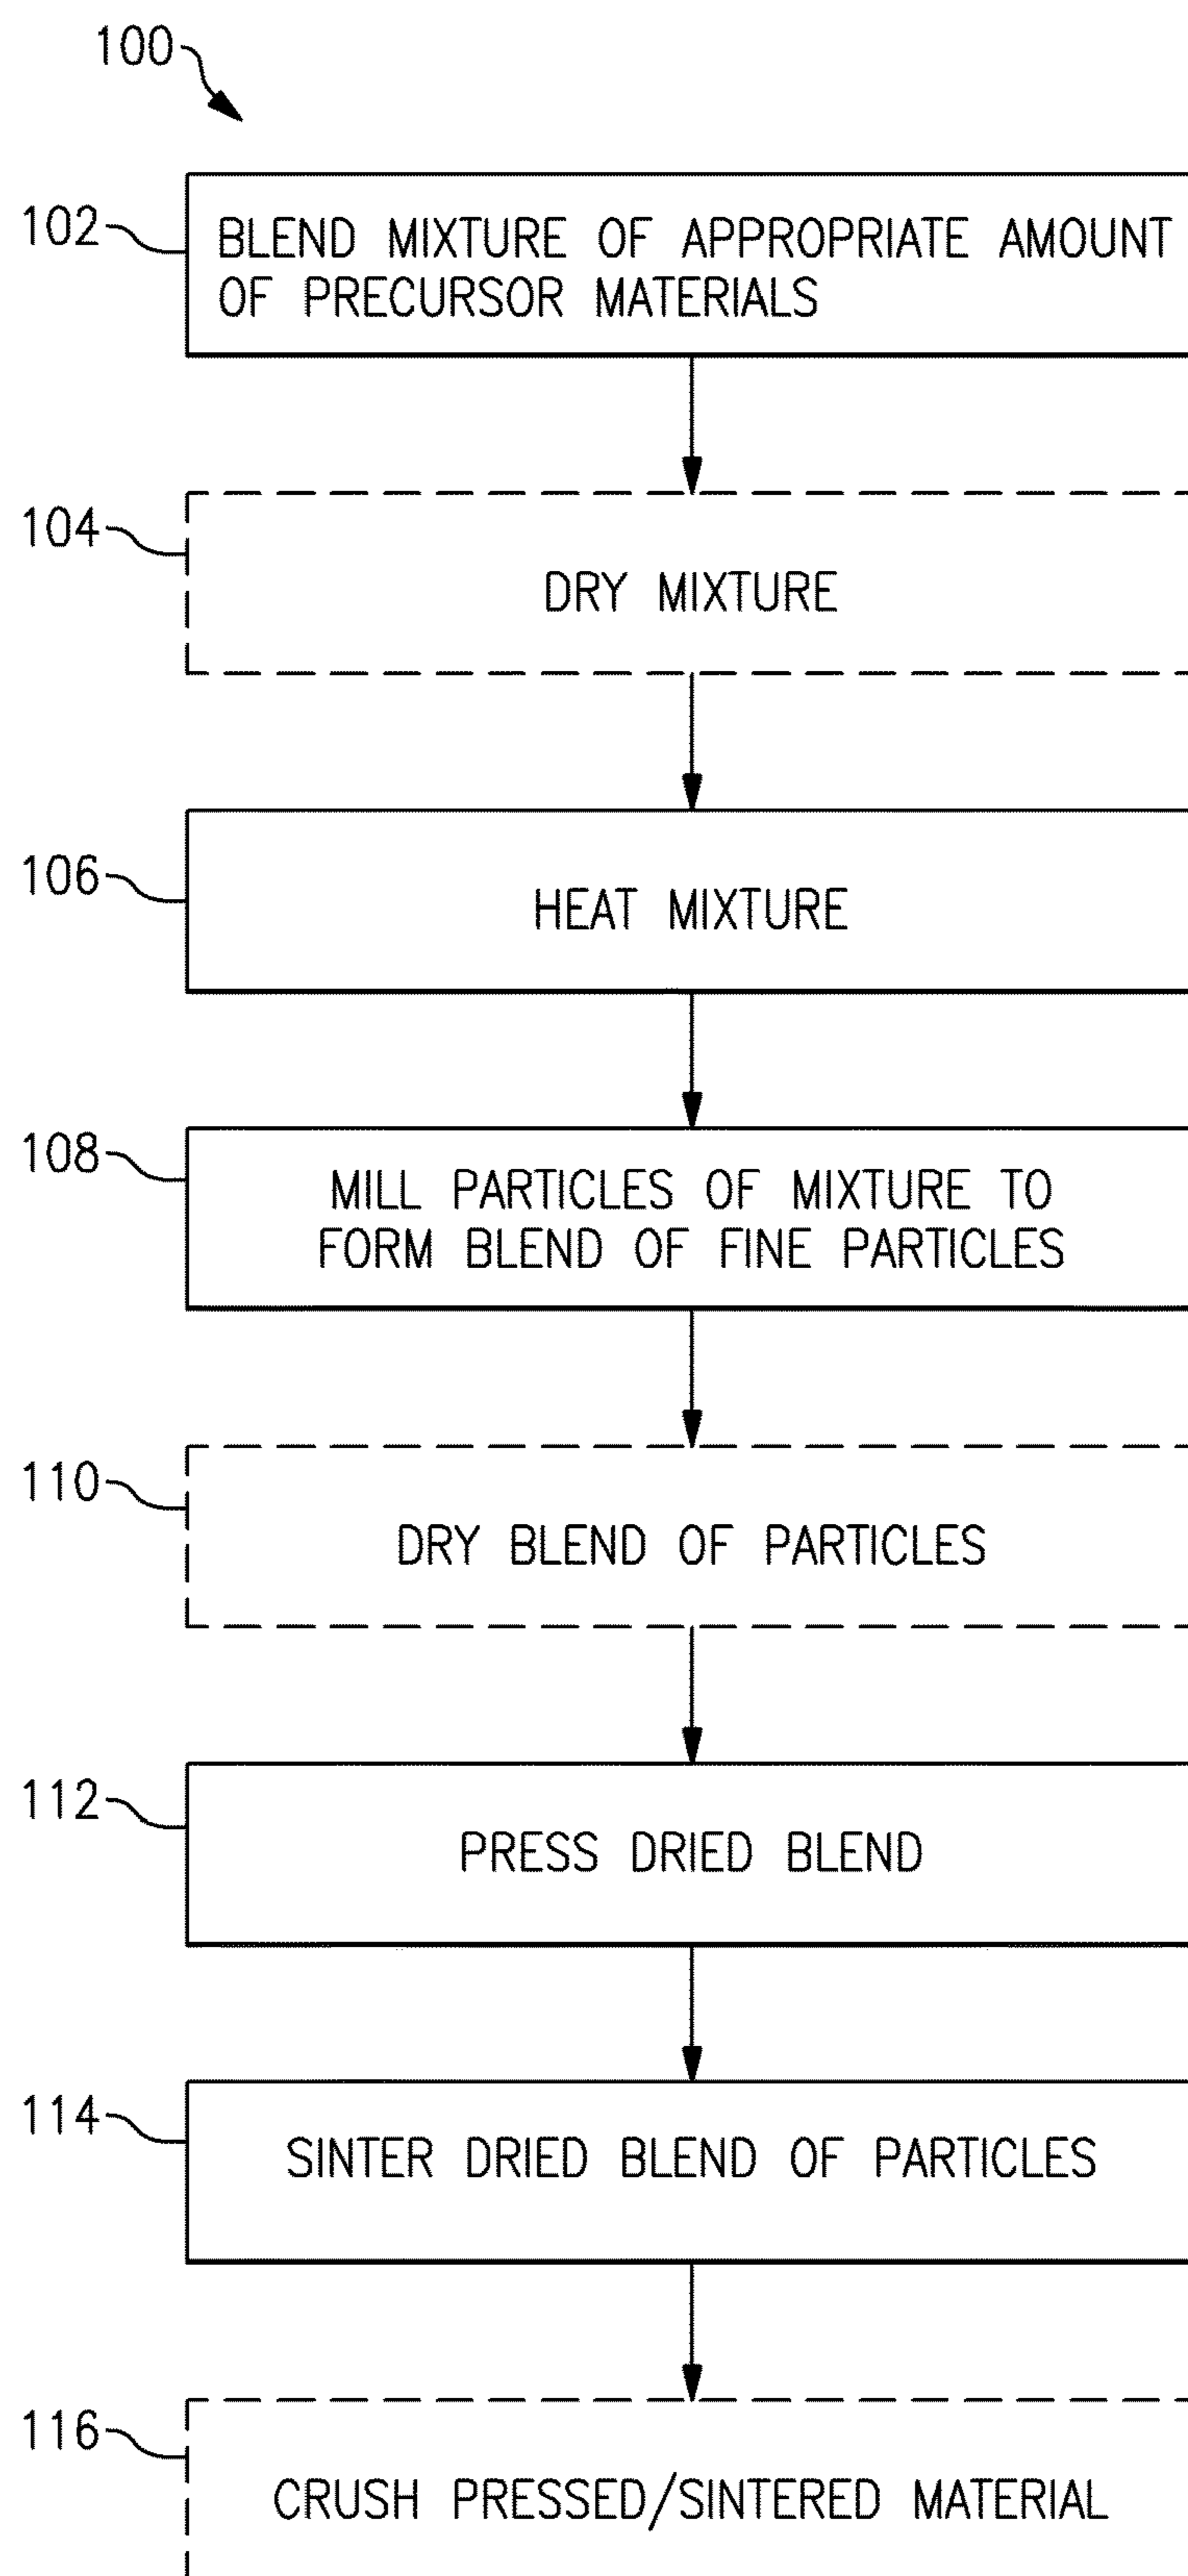 100
102
BLEND MIXTURE OF APPROPRIATE AMOUNT
OF PRECURSOR MATERIALS
104
DRY MIXTURE
106
HEAT MIXTURE
108
MILL PARTICLES OF MIXTURE TO
FORM BLEND OF FINE PARTICLES
110
DRY BLEND OF PARTICLES
112
PRESS DRIED BLEND
114
SINTER DRIED BLEND OF PARTICLES
116
CRUSH PRESSED/SINTERED MATERIAL